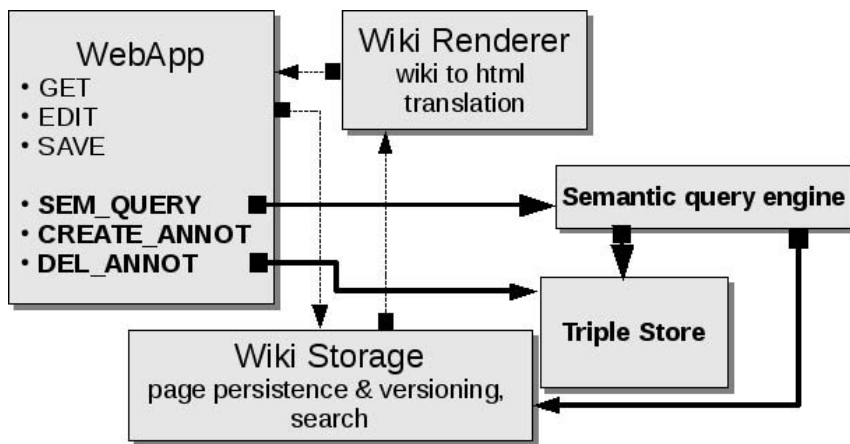 WebApp
• GET
• EDIT
• SAVE
• SEM_QUERY
• CREATE_ANNOT
• DEL_ANNOT
Wiki Renderer
wiki to html
translation
Semantic query engine
Triple Store
Wiki Storage
page persistence & versioning,
search